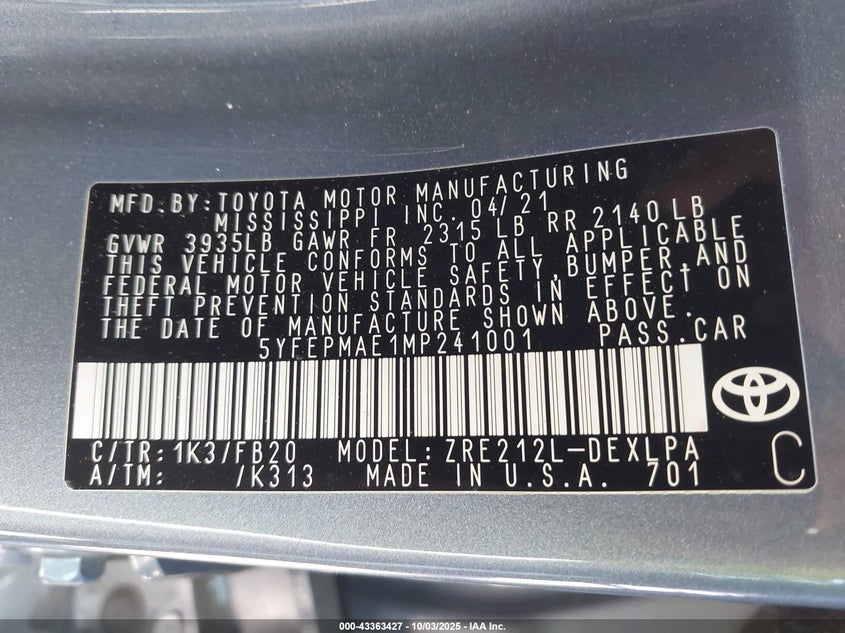 MFD.BY:TOYOTA MOTOR MANUFACTURING
MISSISSIPPI INC. 04/21
GVWR 3935LB GAWR FR 2315 LB RR 2140 LB
THIS VEHICLE CONFORMS TO ALL APPLICABLE
FEDERAL MOTOR VEHICLE SAFETY,BUMPER,AND
THEFT PREVENTION STANDARDS IN EFFECT ON
THE DATE OF MANUFACTURE SHOWN ABOVE.
5YFEPMAE1MP241001 PASS.CAR
C/TR:1K3/FB20 MODEL:ZRE212L-DEXLPA
A/TM: /K313 MADE IN U.S.A. 701
C
000-43363427 - 10/03/2025 - IAA Inc.